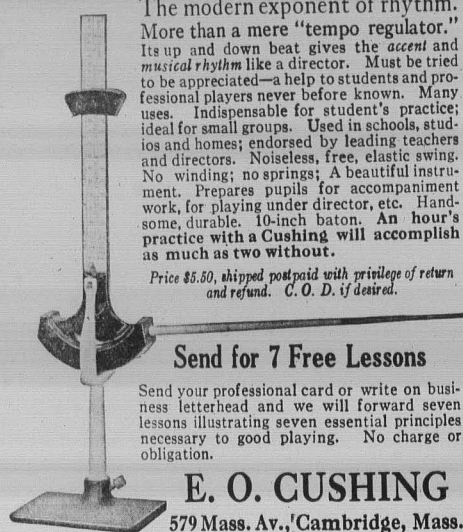 The modern exponent of rhythm.
More than a mere "tempo regulator."
Its up and down beat gives the accent and
musical rhythm like a director. Must be tried
to be appreciated—a help to students and pro-
fessional players never before known. Many
uses. Indispensable for student's practice;
ideal for small groups. Used in schools, stud-
ios and homes; endorsed by leading teachers
and directors. Noiseless, free, elastic swing.
No winding; no springs; A beautiful instru-
ment. Prepares pupils for accompaniment
work, for playing under director, etc. Hand-
some, durable. 10-inch baton. An hour's
practice with a Cushing will accomplish
as much as two without.
Price $5.50, shipped postpaid with privilege of return
and refund. C. O. D. if desired.
Send for 7 Free Lessons
Send your professional card or write on busi-
ness letterhead and we will forward seven
lessons illustrating seven essential principles
necessary to good playing. No charge or
obligation.
E. O. CUSHING
579 Mass. Av., Cambridge, Mass.